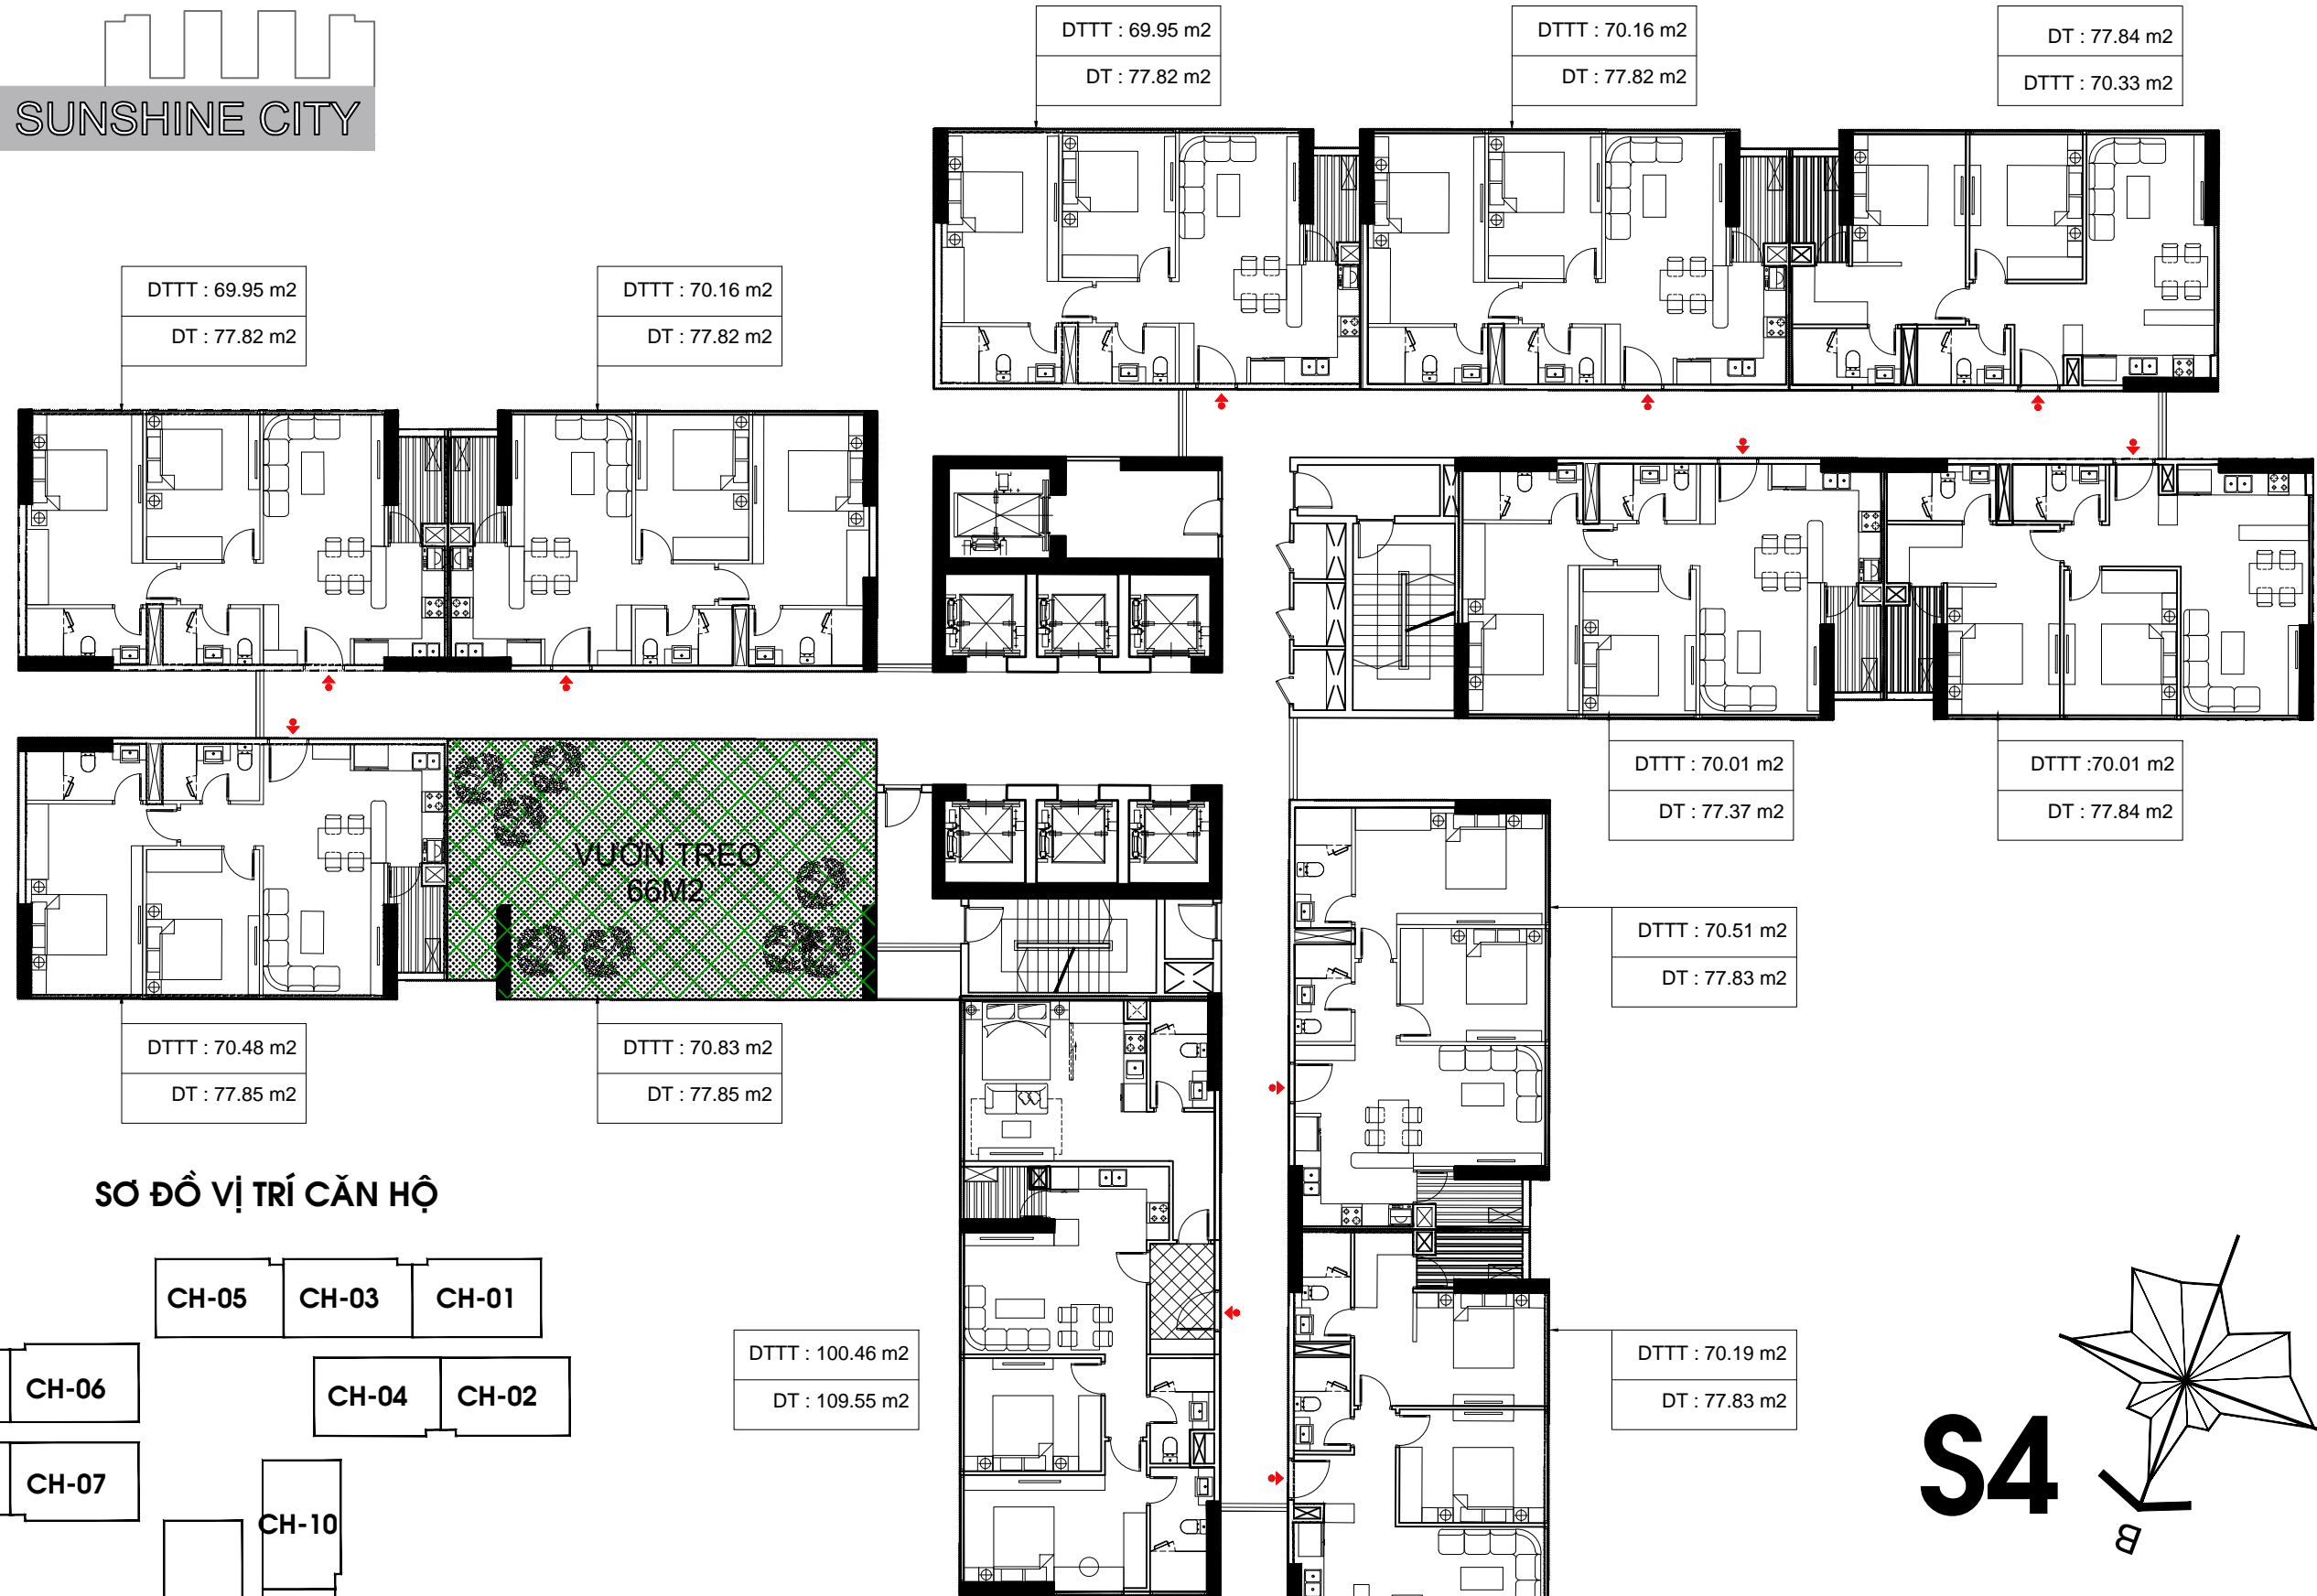 SUNSHINE CITY
DTTT : 69.95 m2
DT : 77.82 m2
DTTT : 70.16 m2
DT : 77.82 m2
DT : 77.84 m2
DTTT : 70.33 m2
DTTT : 69.95 m2
DT : 77.82 m2
DTTT : 70.16 m2
DT : 77.82 m2
DTTT : 70.01 m2
DT : 77.37 m2
DTTT :70.01 m2
DT : 77.84 m2
VƯỜN TREO
66M2
DTTT : 70.51 m2
DT : 77.83 m2
DTTT : 70.48 m2
DT : 77.85 m2
DTTT : 70.83 m2
DT : 77.85 m2
SƠ ĐỒ VỊ TRÍ CĂN HỘ
CH-05
CH-03
CH-01
CH-06
CH-04
CH-02
CH-07
CH-10
DTTT : 100.46 m2
DT : 109.55 m2
DTTT : 70.19 m2
DT : 77.83 m2
S4
B